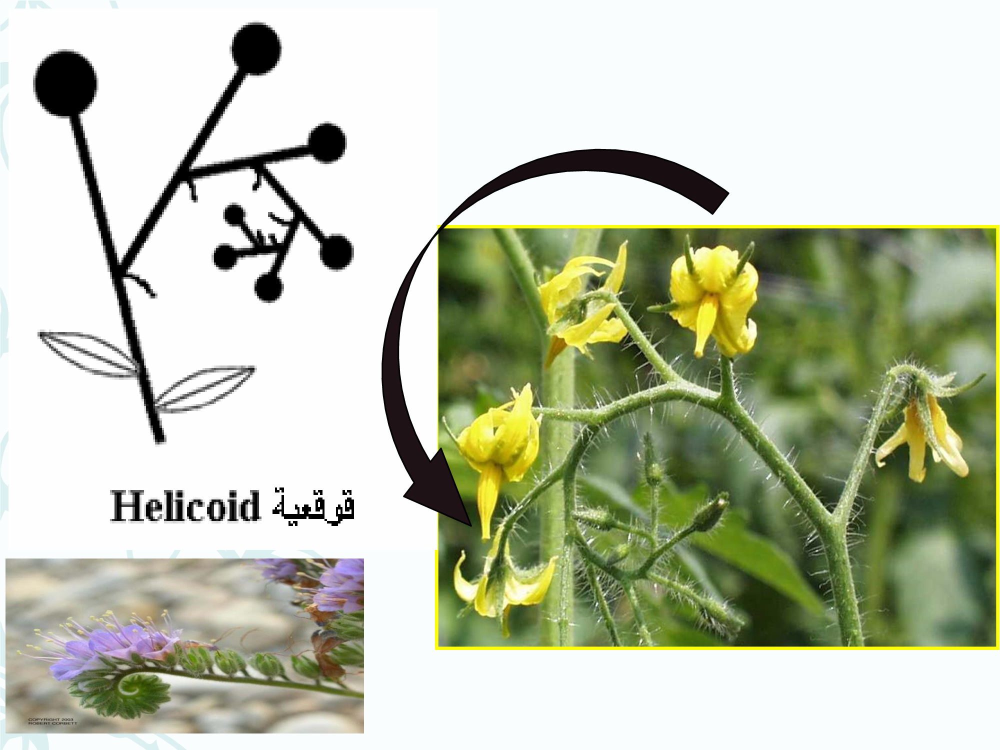 Helicoid قوقعية
COPYRIGHT 2003
ROBERT CORBETT